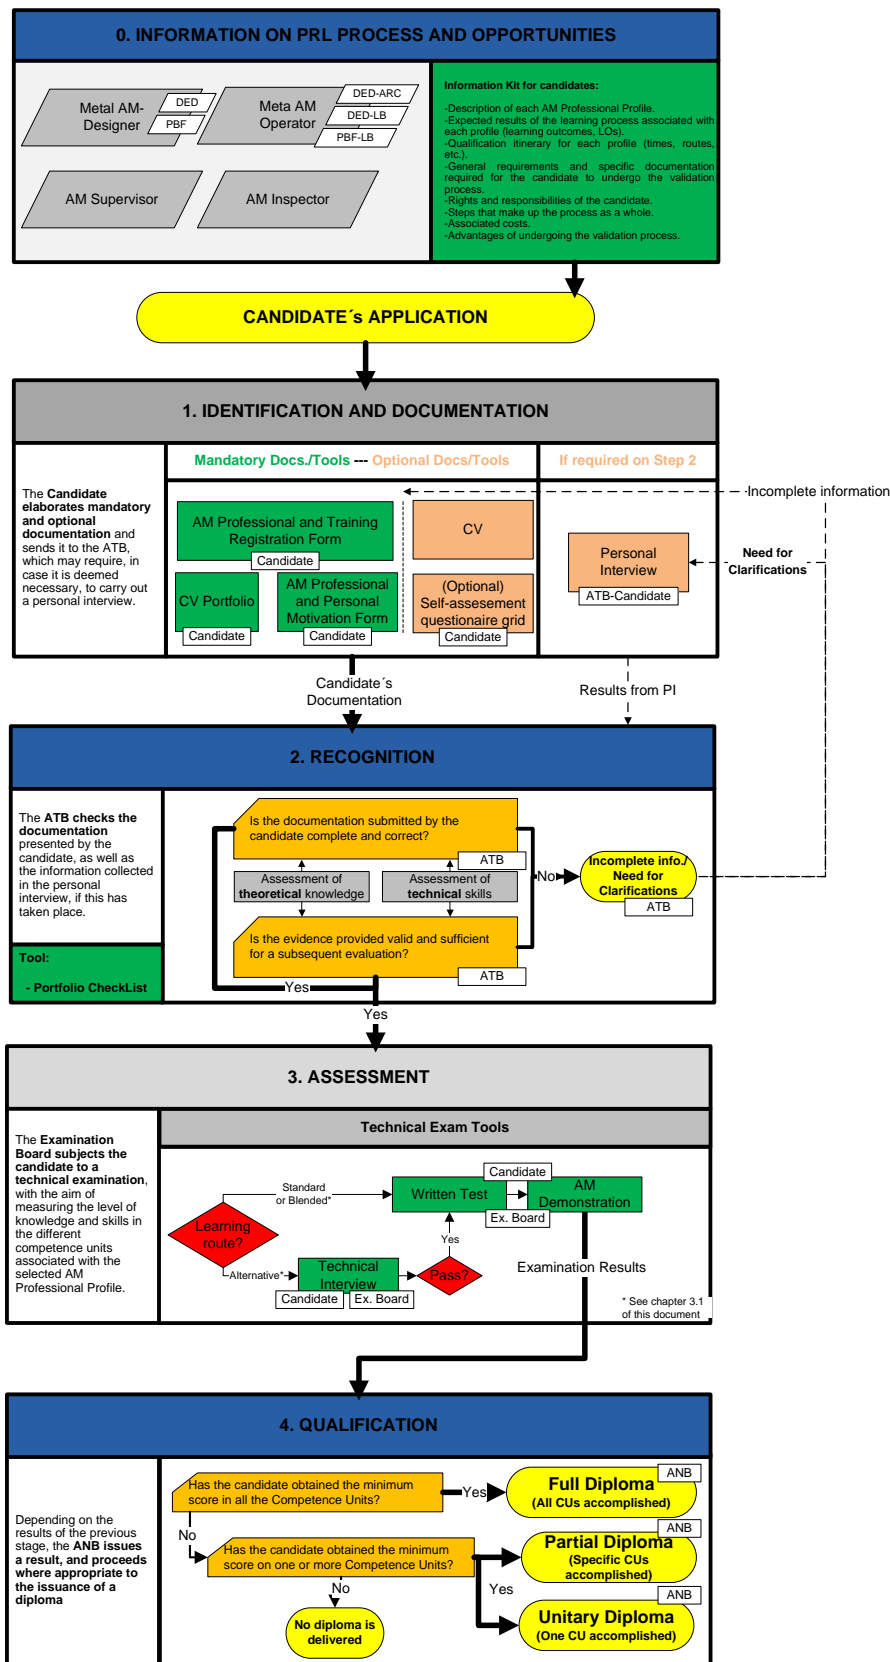 0. INFORMATION ON PRL PROCESS AND OPPORTUNITIES
Metal AM-
Designer
DED
PBF
Meta AM
Operator
DED-ARC
DED-LB
PBF-LB
AM Supervisor
AM Inspector
Information Kit for candidates:
-Description of each AM Professional Profile.
-Expected results of the learning process associated with
each profile (learning outcomes, LOs).
-Qualification itinerary for each profile (times, routes,
etc.).
-General requirements and specific documentation
required for the candidate to undergo the validation
process.
-Rights and responsibilities of the candidate.
-Steps that make up the process as a whole.
-Associated costs.
-Advantages of undergoing the validation process.
CANDIDATE´s APPLICATION
1. IDENTIFICATION AND DOCUMENTATION
The Candidate
elaborates mandatory
and optional
documentation and
sends it to the ATB,
which may require, in
case it is deemed
necessary, to carry out
a personal interview.
Mandatory Docs./Tools --- Optional Docs/Tools
If required on Step 2
AM Professional and Training
Registration Form
Candidate
CV Portfolio
Candidate
AM Professional
and Personal
Motivation Form
Candidate
CV
(Optional)
Self-assesement
questionaire grid
Candidate
Personal
Interview
ATB-Candidate
Incomplete information
Need for
Clarifications
Candidate´s
Documentation
Results from PI
2. RECOGNITION
The ATB checks the
documentation
presented by the
candidate, as well as
the information collected
in the personal
interview, if this has
taken place.
Tool:
- Portfolio CheckList
Is the documentation submitted by the
candidate complete and correct?
ATB
Assessment of
theoretical knowledge
Assessment of
technical skills
Is the evidence provided valid and sufficient
for a subsequent evaluation?
ATB
No
Incomplete info./
Need for
Clarifications
ATB
Yes
Yes
3. ASSESSMENT
The Examination
Board subjects the
candidate to a
technical examination,
with the aim of
measuring the level of
knowledge and skills in
the different
competence units
associated with the
selected AM
Professional Profile.
Technical Exam Tools
Learning
route?
Standard
or Blended*
Alternative*
Written Test
Candidate
Ex. Board
AM
Demonstration
Technical
Interview
Candidate
Ex. Board
Pass?
Yes
Examination Results
* See chapter 3.1
of this document
4. QUALIFICATION
Depending on the
results of the previous
stage, the ANB issues
a result, and proceeds
where appropriate to
the issuance of a
diploma
Has the candidate obtained the minimum
score in all the Competence Units?
Yes
Full Diploma
(All CUs accomplished)
ANB
No
Has the candidate obtained the minimum
score on one or more Competence Units?
Yes
Partial Diploma
(Specific CUs
accomplished)
ANB
Unitary Diploma
(One CU accomplished)
ANB
No
No diploma is
delivered